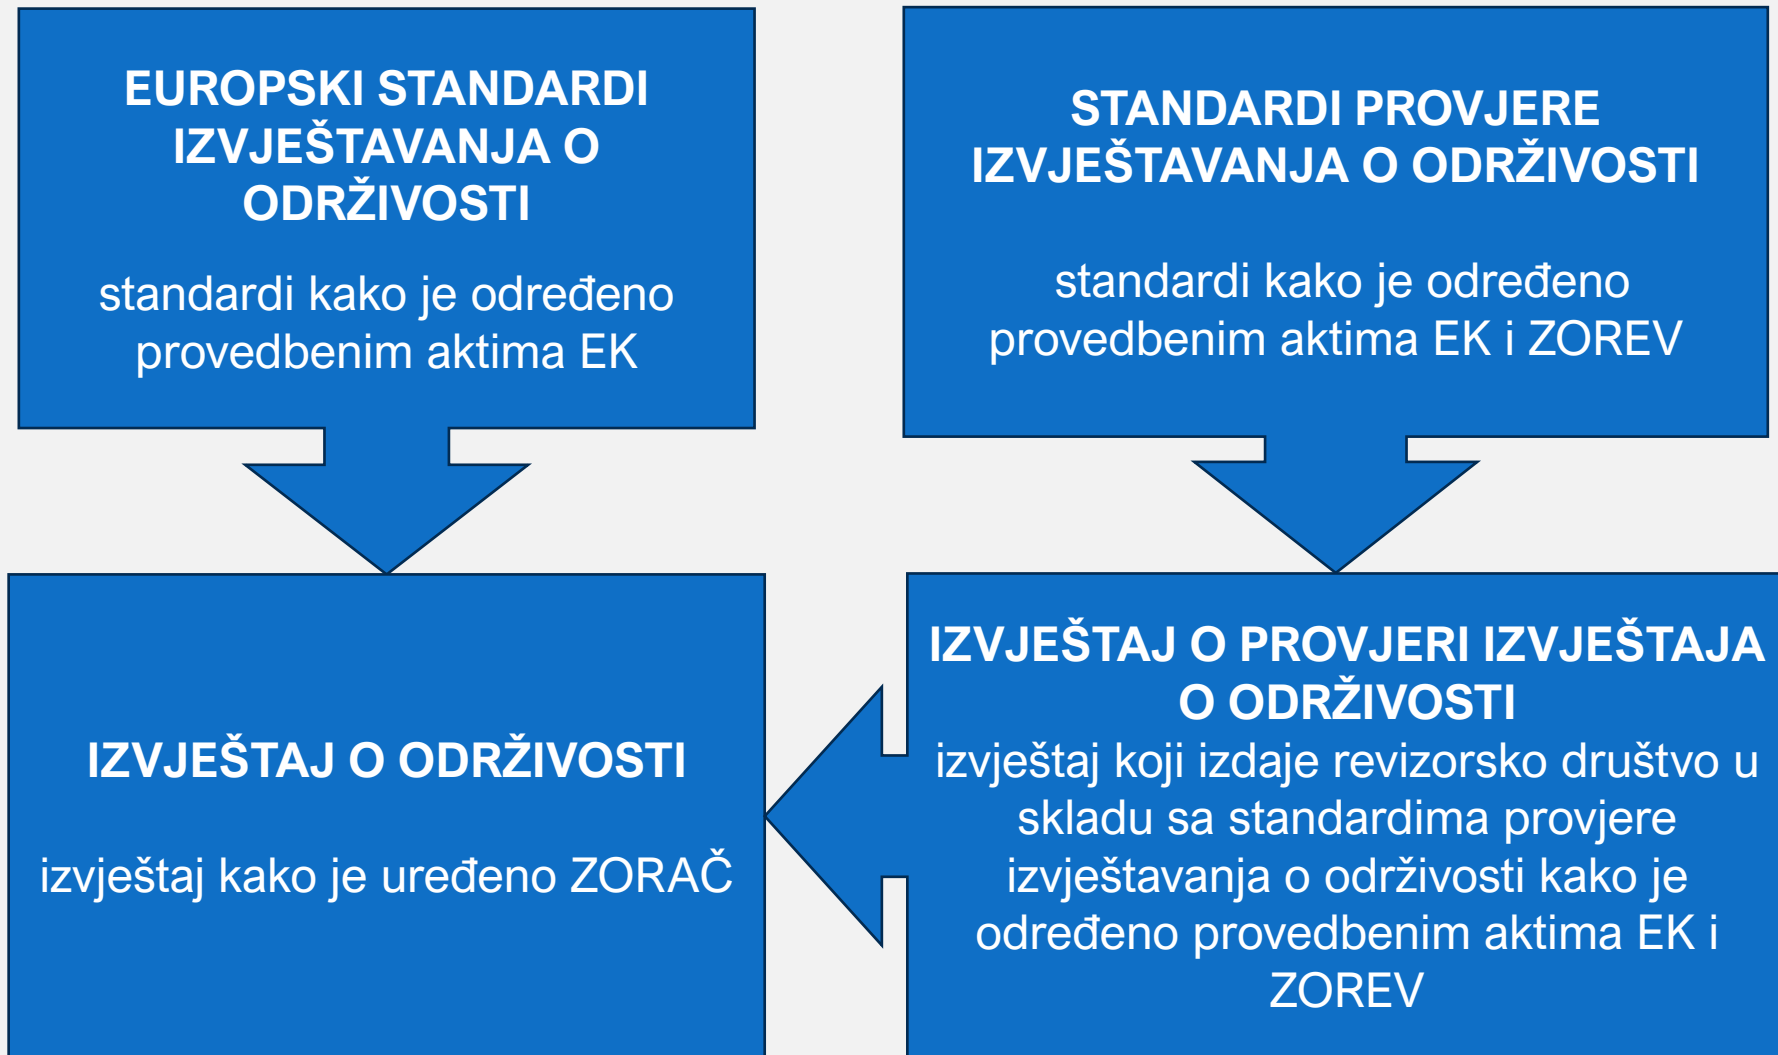 EUROPSKI STANDARDI
IZVJEŠTAVANJA O
ODRŽIVOSTI
standardi kako je određeno
provedbenim aktima EK
STANDARDI PROVJERE
IZVJEŠTAVANJA O ODRŽIVOSTI
standardi kako je određeno
provedbenim aktima EK i ZOREV
IZVJEŠTAJ O ODRŽIVOSTI
izvještaj kako je uređeno ZORAČ
IZVJEŠTAJ O PROVJERI IZVJEŠTAJA
O ODRŽIVOSTI
izvještaj koji izdaje revizorsko društvo u
skladu sa standardima provjere
izvještavanja o održivosti kako je
određeno provedbenim aktima EK i
ZOREV